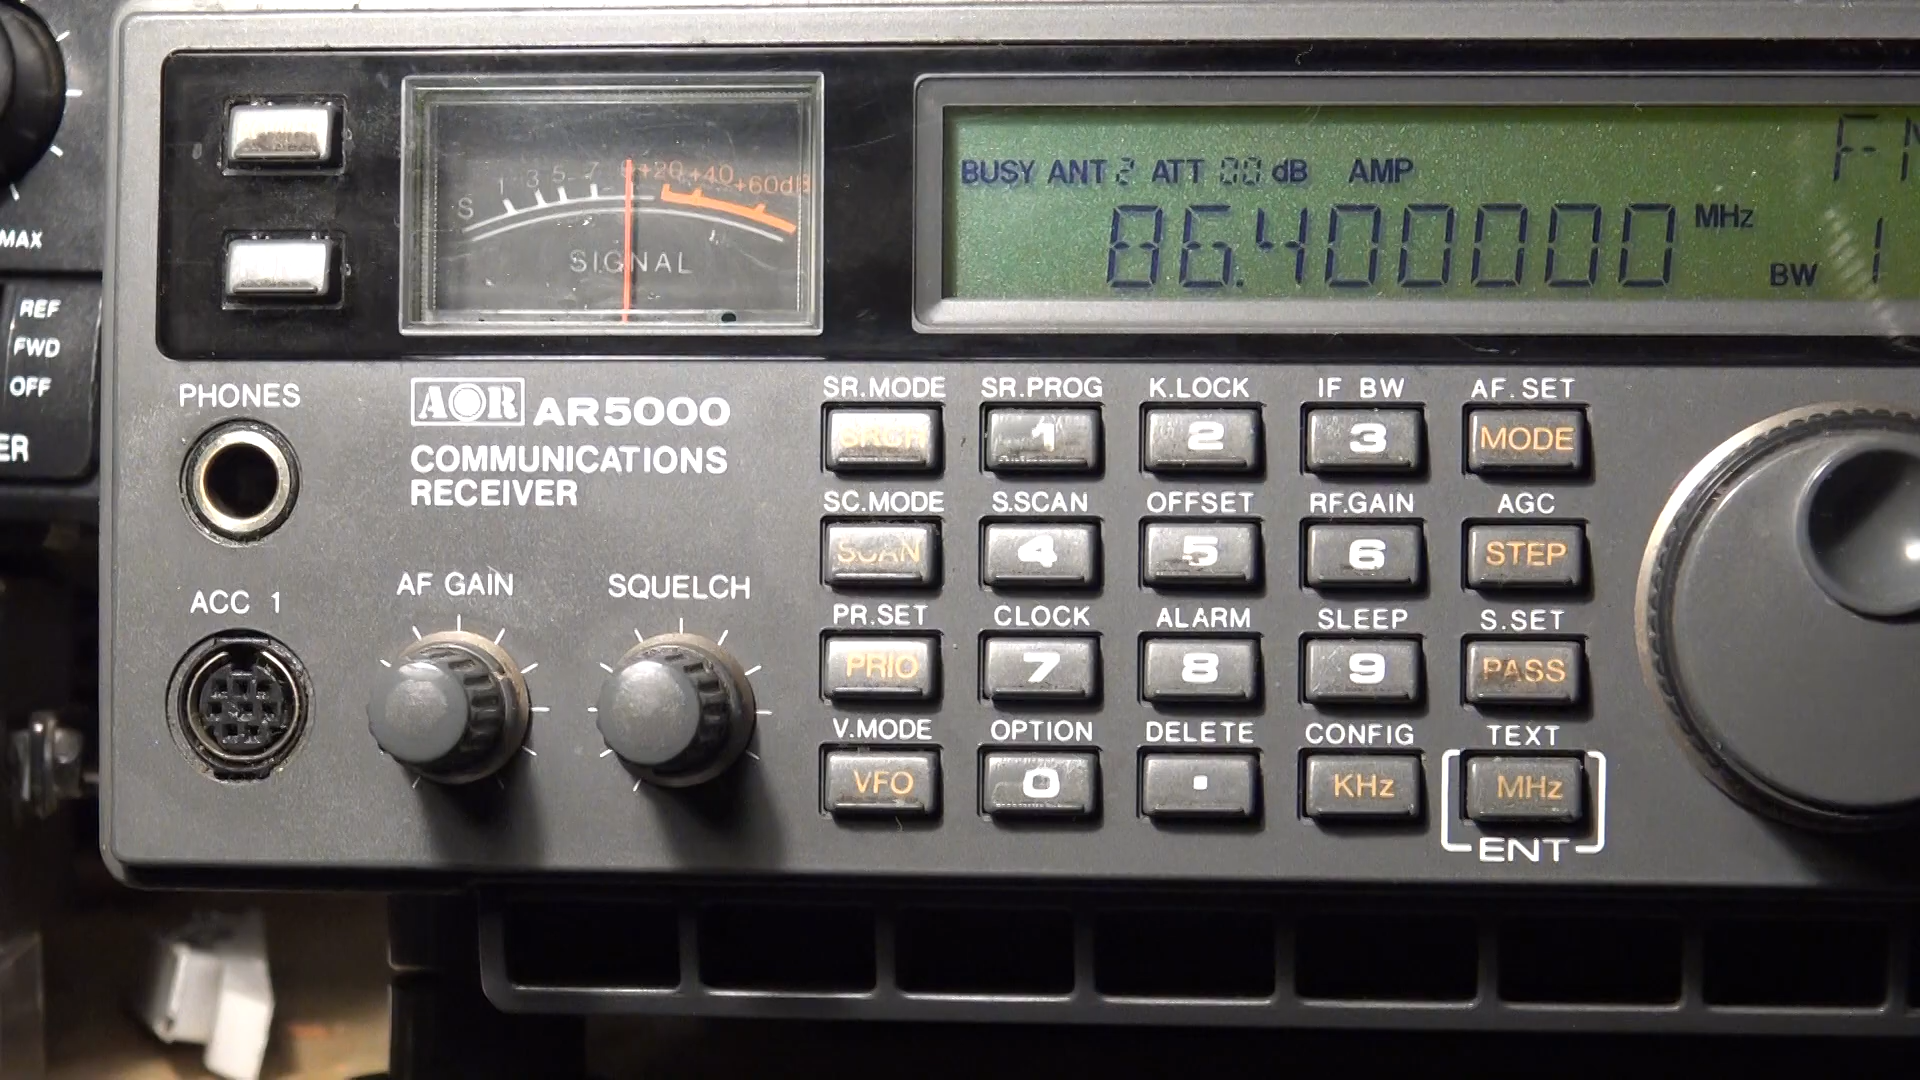 MAX
REF
FWD
OFF
ER
S 1 3 5 7 9 +20 +40 +60dB
SIGNAL
FM
BUSY ANT 2 ATT 00 dB AMP
86.400000 MHz
BW 1
PHONES
ACC 1
AOR AR5000
COMMUNICATIONS
RECEIVER
AF GAIN
SQUELCH
SR.MODE SR.PROG K.LOCK IF BW AF.SET
SRCH 1 2 3 MODE
SC.MODE S.SCAN OFFSET RF.GAIN AGC
SCAN 4 5 6 STEP
PR.SET CLOCK ALARM SLEEP S.SET
PRIO 7 8 9 PASS
V.MODE OPTION DELETE CONFIG TEXT
VFO 0 . KHz MHz
ENT